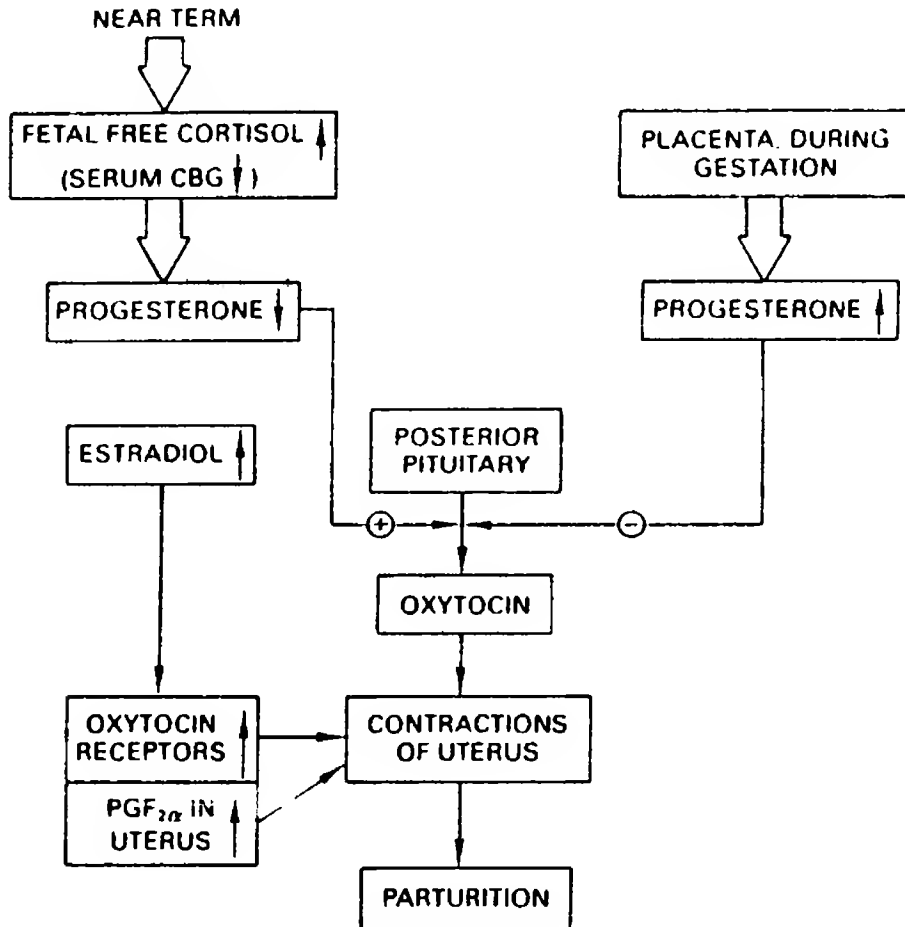 NEAR TERM
FETAL FREE CORTISOL ↑
(SERUM CBG ↓)
PROGESTERONE ↓
PLACENTA. DURING
GESTATION
PROGESTERONE ↑
ESTRADIOL ↑
POSTERIOR
PITUITARY
+
−
OXYTOCIN
OXYTOCIN
RECEPTORS ↑
PGF₂α IN
UTERUS ↑
CONTRACTIONS
OF UTERUS
PARTURITION